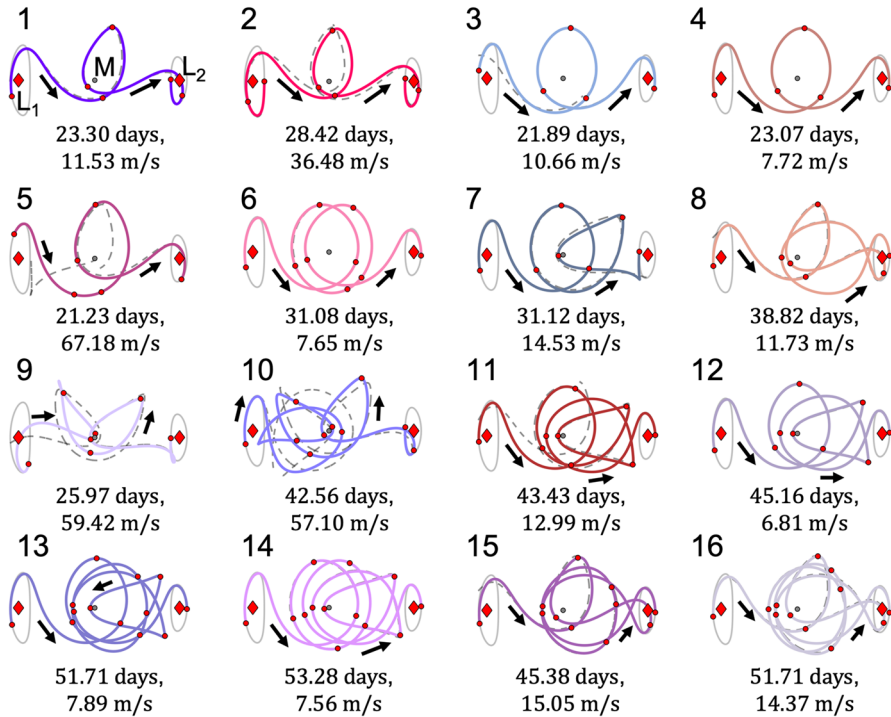 1
M
L1
L2
23.30 days,
11.53 m/s
2
28.42 days,
36.48 m/s
3
21.89 days,
10.66 m/s
4
23.07 days,
7.72 m/s
5
21.23 days,
67.18 m/s
6
31.08 days,
7.65 m/s
7
31.12 days,
14.53 m/s
8
38.82 days,
11.73 m/s
9
25.97 days,
59.42 m/s
10
42.56 days,
57.10 m/s
11
43.43 days,
12.99 m/s
12
45.16 days,
6.81 m/s
13
51.71 days,
7.89 m/s
14
53.28 days,
7.56 m/s
15
45.38 days,
15.05 m/s
16
51.71 days,
14.37 m/s